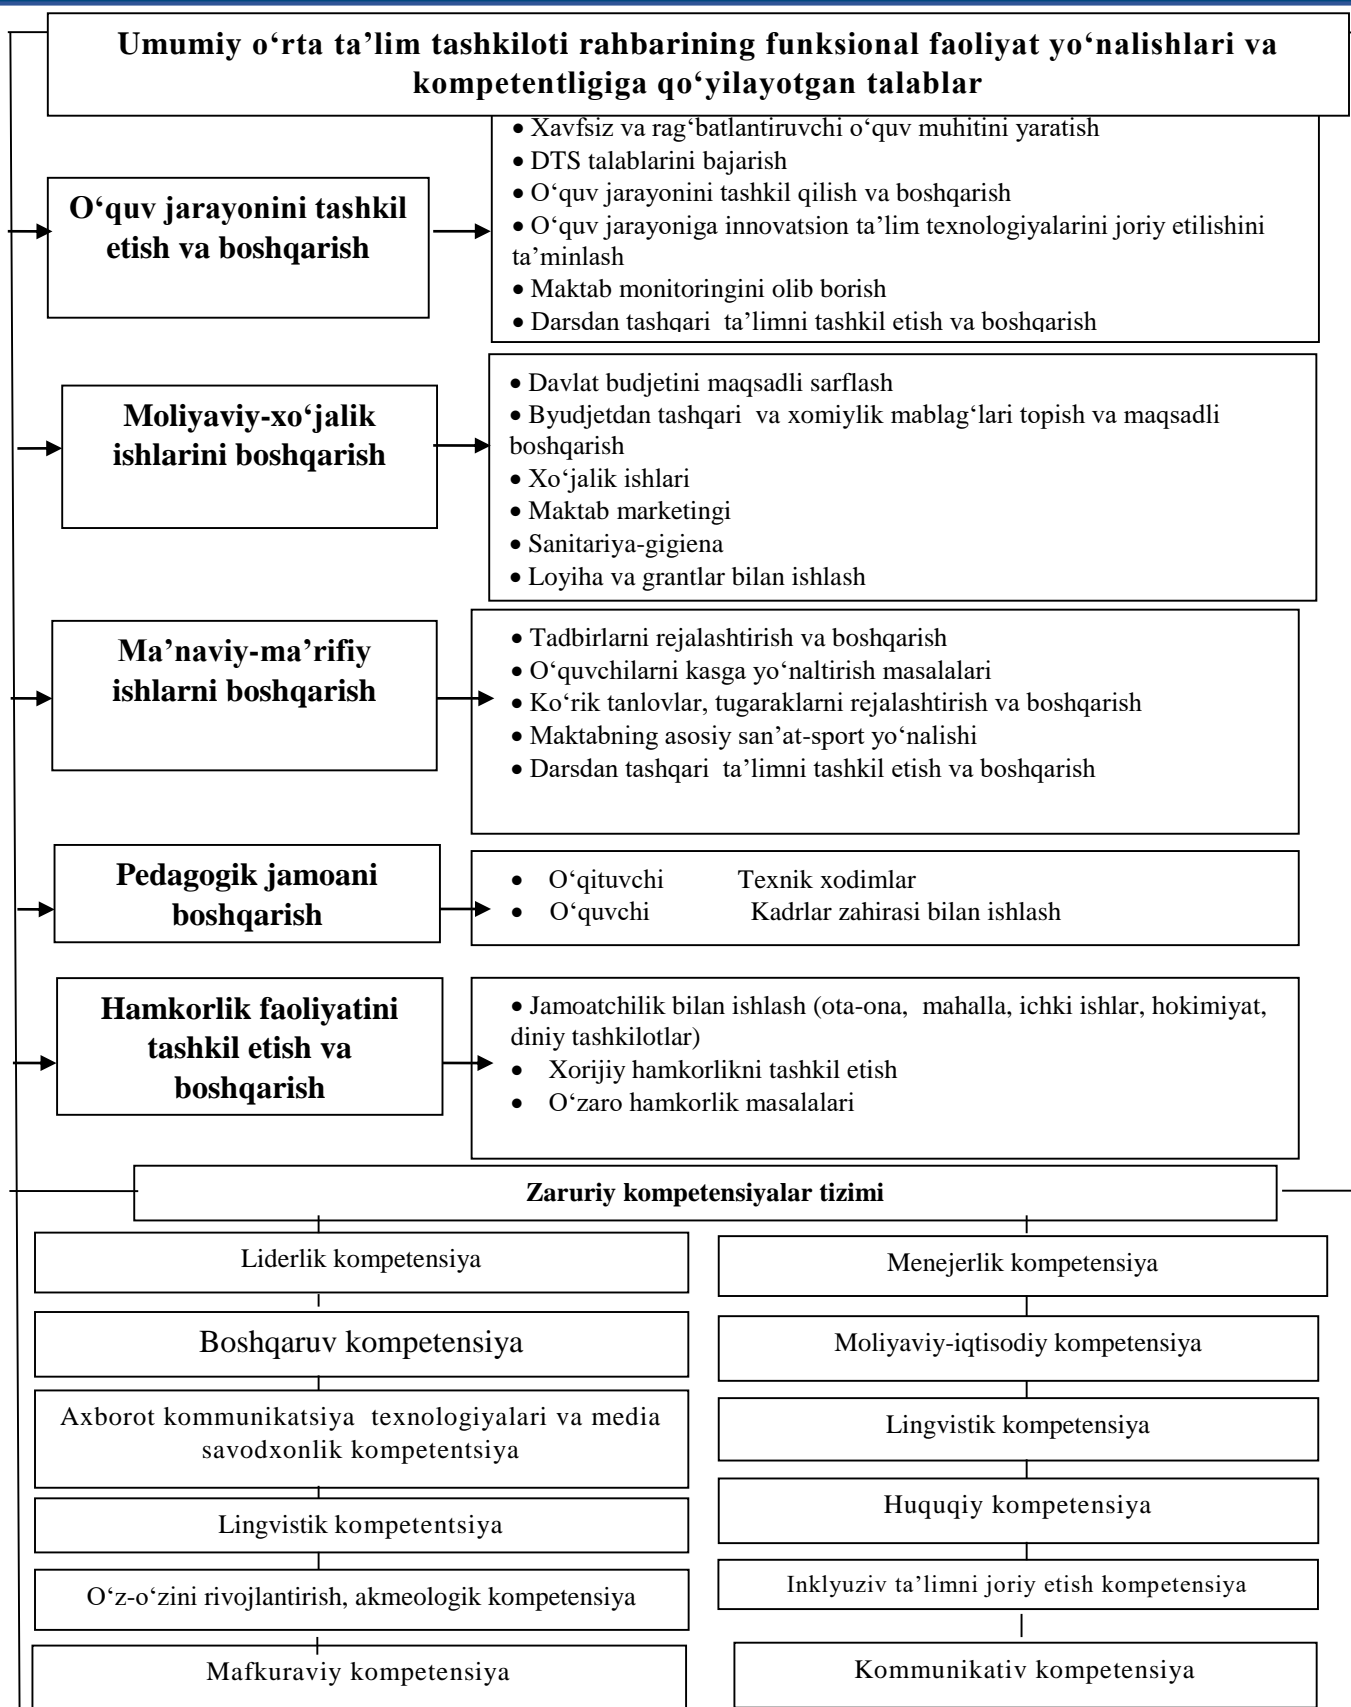 Umumiy o‘rta ta’lim tashkiloti rahbarining funksional faoliyat yo‘nalishlari va
kompetentligiga qo‘yilayotgan talablar
O‘quv jarayonini tashkil
etish va boshqarish
• Xavfsiz va rag‘batlantiruvchi o‘quv muhitini yaratish
• DTS talablarini bajarish
• O‘quv jarayonini tashkil qilish va boshqarish
• O‘quv jarayoniga innovatsion ta’lim texnologiyalarini joriy etilishini
ta’minlash
• Maktab monitoringini olib borish
• Darsdan tashqari ta’limni tashkil etish va boshqarish
Moliyaviy-xo‘jalik
ishlarini boshqarish
• Davlat budjetini maqsadli sarflash
• Byudjetdan tashqari va xomiylik mablag‘lari topish va maqsadli
boshqarish
• Xo‘jalik ishlari
• Maktab marketingi
• Sanitariya-gigiena
• Loyiha va grantlar bilan ishlash
Ma’naviy-ma’rifiy
ishlarni boshqarish
• Tadbirlarni rejalashtirish va boshqarish
• O‘quvchilarni kasga yo‘naltirish masalalari
• Ko‘rik tanlovlar, tugaraklarni rejalashtirish va boshqarish
• Maktabning asosiy san’at-sport yo‘nalishi
• Darsdan tashqari ta’limni tashkil etish va boshqarish
Pedagogik jamoani
boshqarish
• O‘qituvchi Texnik xodimlar
• O‘quvchi Kadrlar zahirasi bilan ishlash
Hamkorlik faoliyatini
tashkil etish va
boshqarish
• Jamoatchilik bilan ishlash (ota-ona, mahalla, ichki ishlar, hokimiyat,
diniy tashkilotlar)
• Xorijiy hamkorlikni tashkil etish
• O‘zaro hamkorlik masalalari
Zaruriy kompetensiyalar tizimi
Liderlik kompetensiya
Boshqaruv kompetensiya
Axborot kommunikatsiya texnologiyalari va media
savodxonlik kompetentsiya
Lingvistik kompetentsiya
O‘z-o‘zini rivojlantirish, akmeologik kompetensiya
Mafkuraviy kompetensiya
Menejerlik kompetensiya
Moliyaviy-iqtisodiy kompetensiya
Lingvistik kompetensiya
Huquqiy kompetensiya
Inklyuziv ta’limni joriy etish kompetensiya
Kommunikativ kompetensiya